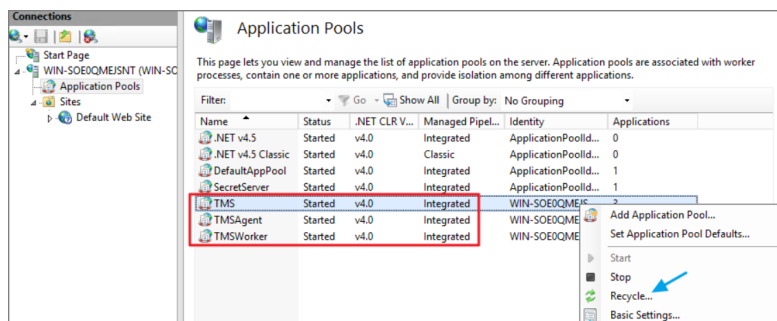 Connections
Start Page
WIN-SOE0QMEJSNT (WIN-SC
Application Pools
Sites
Default Web Site
Application Pools
This page lets you view and manage the list of application pools on the server. Application pools are associated with worker
processes, contain one or more applications, and provide isolation among different applications.
Filter: Go Show All Group by: No Grouping
Name Status .NET CLR V... Managed Pipel... Identity Applications
.NET v4.5 Started v4.0 Integrated ApplicationPoolId... 0
.NET v4.5 Classic Started v4.0 Classic ApplicationPoolId... 0
DefaultAppPool Started v4.0 Integrated ApplicationPoolId... 1
SecretServer Started v4.0 Integrated ApplicationPoolId... 1
TMS Started v4.0 Integrated
TMSAgent Started v4.0 Integrated WIN-SOE0QME
TMSWorker Started v4.0 Integrated WIN-SOE0QME
Add Application Pool...
Set Application Pool Defaults...
Start
Stop
Recycle...
Basic Settings...